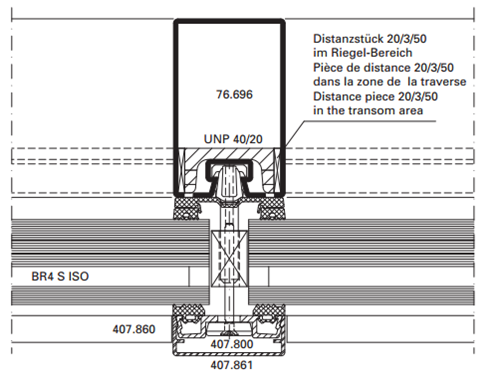 Distanzstück 20/3/50
im Riegel-Bereich
Pièce de distance 20/3/50
dans la zone de la traverse
Distance piece 20/3/50
in the transom area
76.696
UNP 40/20
BR4 S ISO
407.860
407.800
407.861